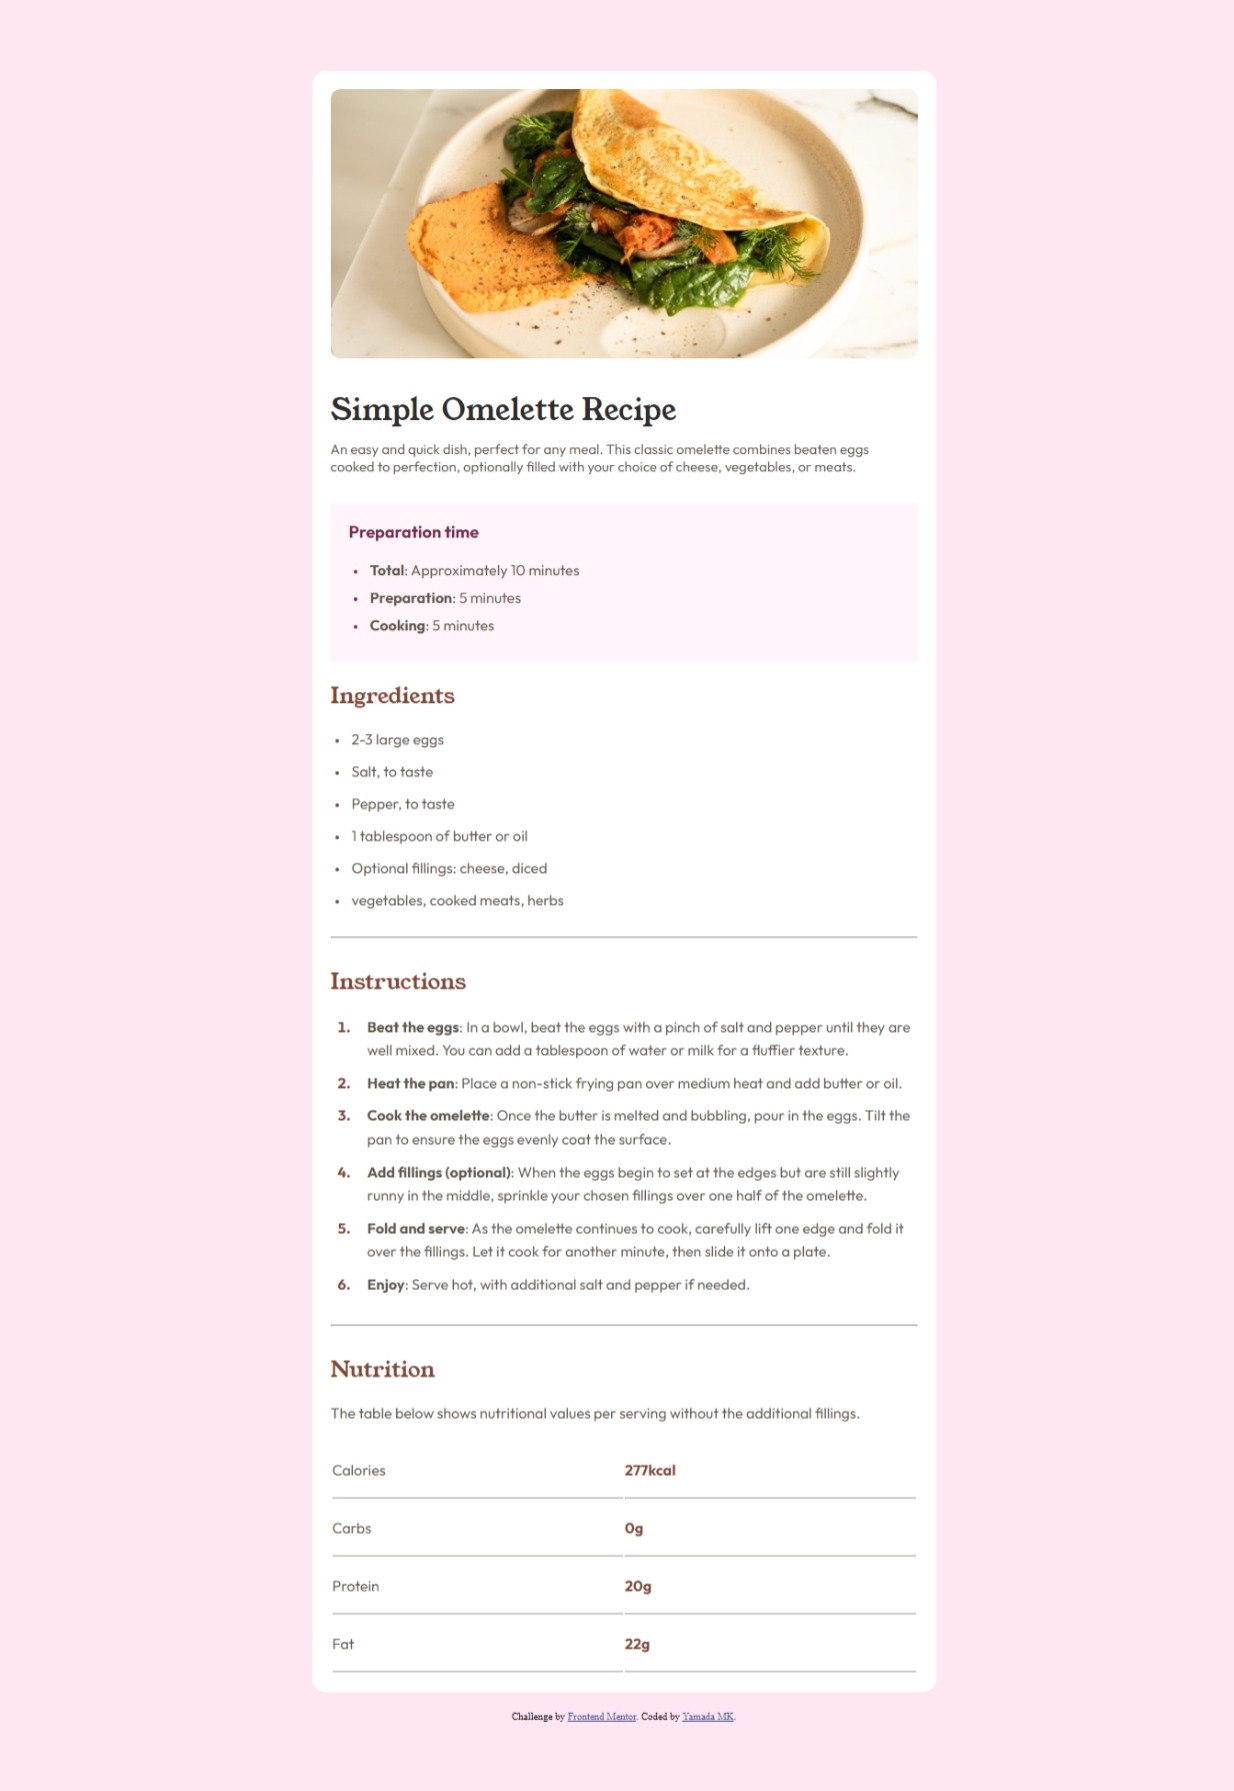 Simple Omelette Recipe
An easy and quick dish, perfect for any meal. This classic omelette combines beaten eggs
cooked to perfection, optionally filled with your choice of cheese, vegetables, or meats.
Preparation time
• Total: Approximately 10 minutes
• Preparation: 5 minutes
• Cooking: 5 minutes
Ingredients
• 2-3 large eggs
• Salt, to taste
• Pepper, to taste
• 1 tablespoon of butter or oil
• Optional fillings: cheese, diced
• vegetables, cooked meats, herbs
Instructions
1. Beat the eggs: In a bowl, beat the eggs with a pinch of salt and pepper until they are
well mixed. You can add a tablespoon of water or milk for a fluffier texture.
2. Heat the pan: Place a non-stick frying pan over medium heat and add butter or oil.
3. Cook the omelette: Once the butter is melted and bubbling, pour in the eggs. Tilt the
pan to ensure the eggs evenly coat the surface.
4. Add fillings (optional): When the eggs begin to set at the edges but are still slightly
runny in the middle, sprinkle your chosen fillings over one half of the omelette.
5. Fold and serve: As the omelette continues to cook, carefully lift one edge and fold it
over the fillings. Let it cook for another minute, then slide it onto a plate.
6. Enjoy: Serve hot, with additional salt and pepper if needed.
Nutrition
The table below shows nutritional values per serving without the additional fillings.
Calories 277kcal
Carbs 0g
Protein 20g
Fat 22g
Challenge by Frontend Mentor. Coded by Yamada MK.